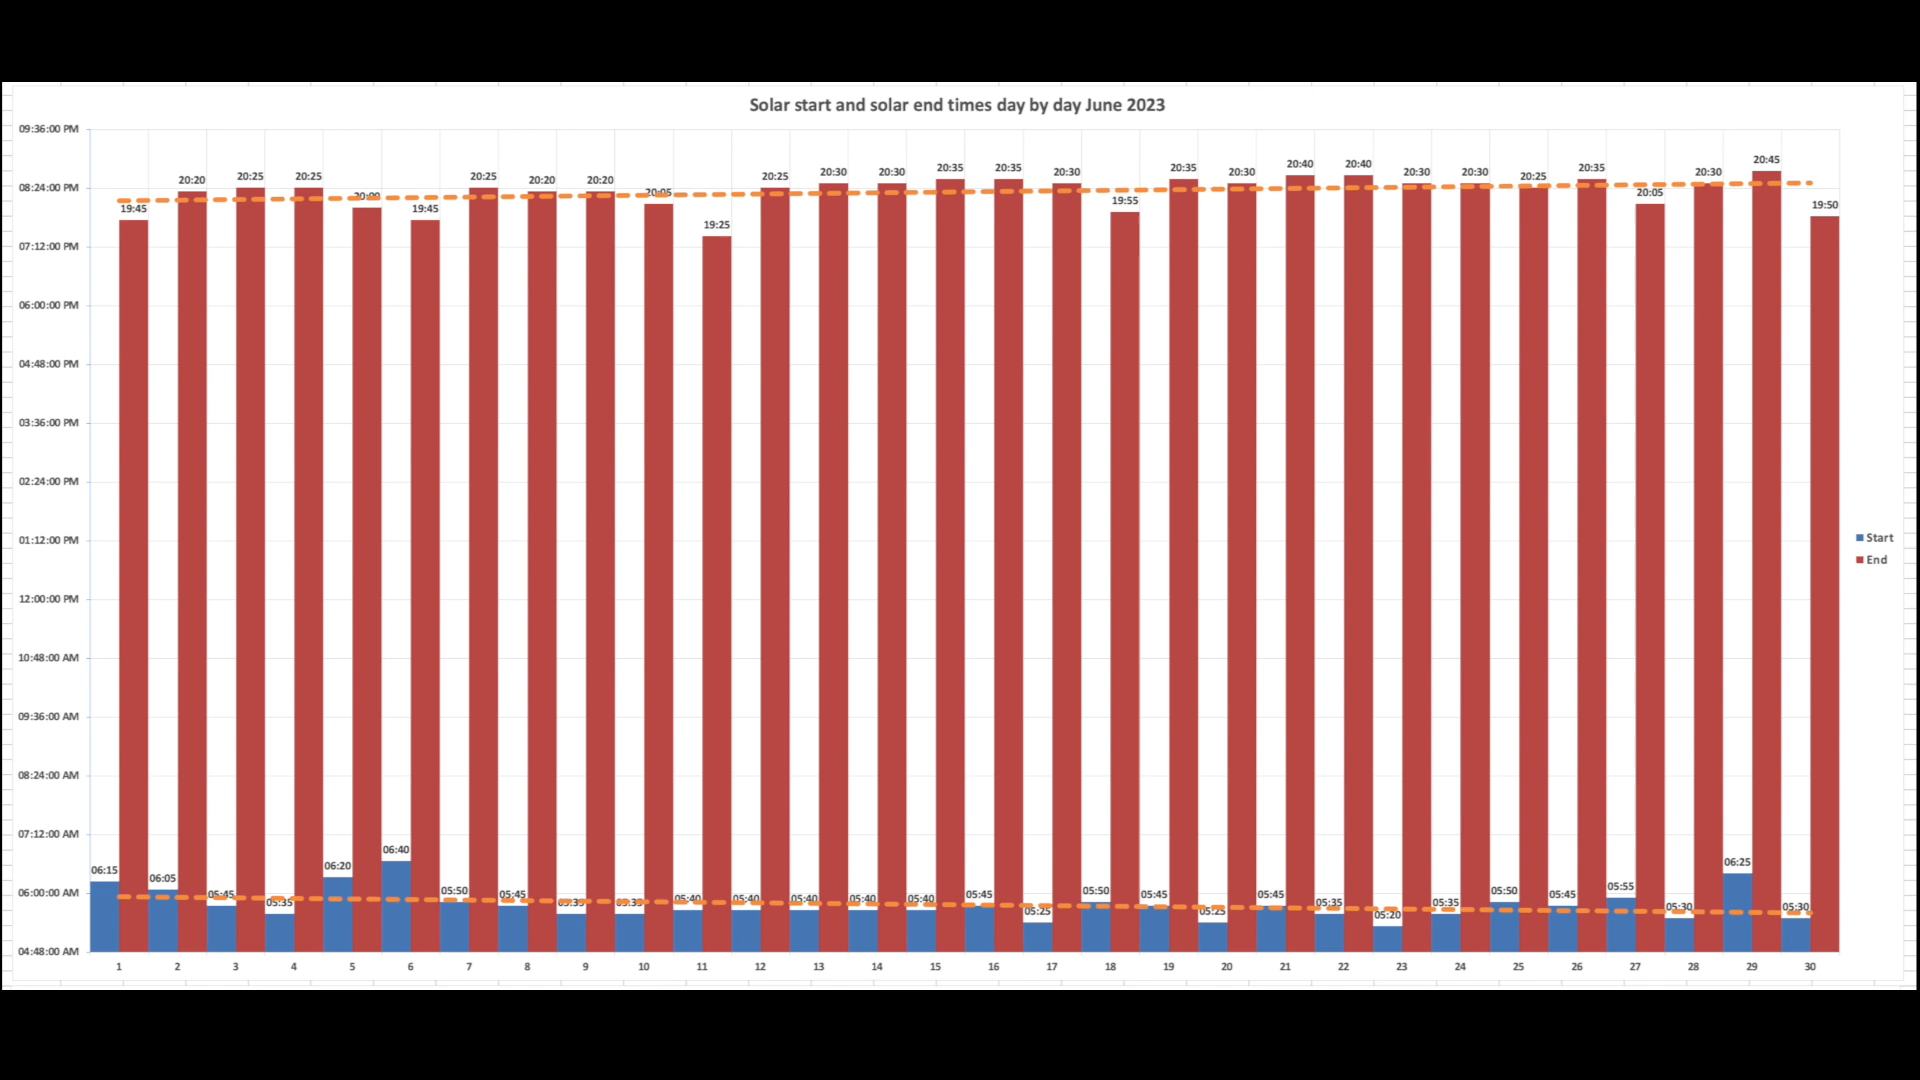 Solar start and solar end times day by day June 2023
09:36:00 PM
08:24:00 PM
07:12:00 PM
06:00:00 PM
04:48:00 PM
03:36:00 PM
02:24:00 PM
01:12:00 PM
12:00:00 PM
10:48:00 AM
09:36:00 AM
08:24:00 AM
07:12:00 AM
06:00:00 AM
04:48:00 AM
19:45 20:20 20:25 20:25 20:00 19:45 20:25 20:20 20:20 20:05 19:25 20:25 20:30 20:30 20:35 20:35 20:30 19:55 20:35 20:30 20:40 20:40 20:30 20:30 20:25 20:35 20:05 20:30 20:45 19:50
06:15 06:05 05:45 05:35 06:20 06:40 05:50 05:45 05:35 05:35 05:40 05:40 05:40 05:40 05:40 05:45 05:25 05:50 05:45 05:25 05:45 05:35 05:20 05:35 05:50 05:45 05:55 05:30 06:25 05:30
1 2 3 4 5 6 7 8 9 10 11 12 13 14 15 16 17 18 19 20 21 22 23 24 25 26 27 28 29 30
Start
End